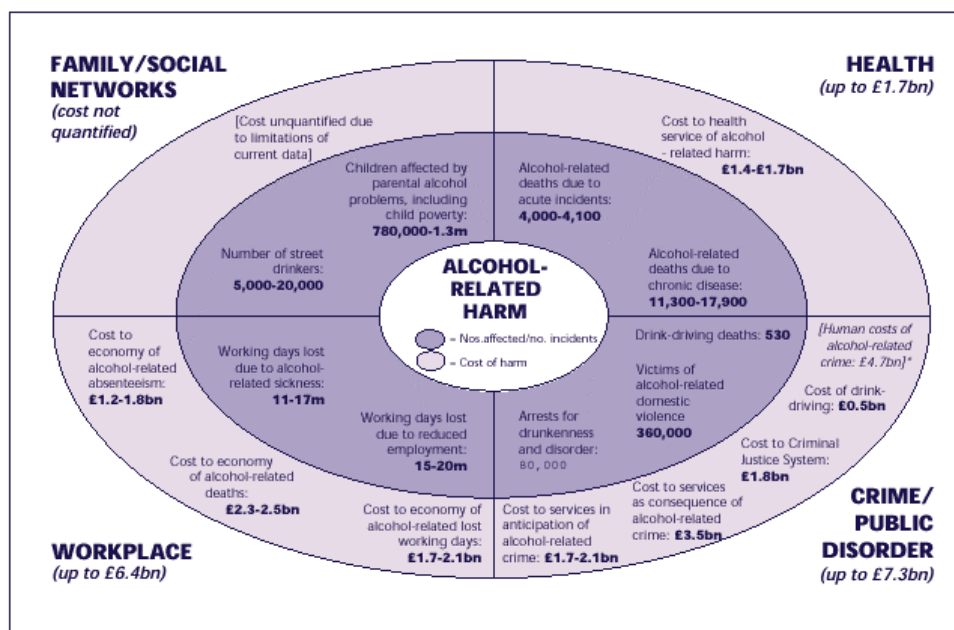 FAMILY/SOCIAL
NETWORKS
(cost not
quantified)
HEALTH
(up to £1.7bn)
[Cost unquantified due
to limitations of
current data]
Cost to health
service of alcohol
- related harm:
£1.4-£1.7bn
Children affected by
parental alcohol
problems, including
child poverty:
780,000-1.3m
Alcohol-related
deaths due to
acute incidents:
4,000-4,100
Number of street
drinkers:
5,000-20,000
Alcohol-related
deaths due to
chronic disease:
11,300-17,900
ALCOHOL-
RELATED
HARM
= Nos.affected/no. incidents
= Cost of harm
Cost to
economy of
alcohol-related
absenteeism:
£1.2-1.8bn
Working days lost
due to alcohol-
related sickness:
11-17m
Working days lost
due to reduced
employment:
15-20m
Cost to economy
of alcohol-related
deaths:
£2.3-2.5bn
Cost to economy of
alcohol-related lost
working days:
£1.7-2.1bn
Drink-driving deaths: 530
Victims of
alcohol-related
domestic
violence
360,000
Arrests for
drunkenness
and disorder:
80,000
[Human costs of
alcohol-related
crime: £4.7bn]*
Cost of drink-
driving: £0.5bn
Cost to Criminal
Justice System:
£1.8bn
Cost to services
as consequence of
alcohol-related
crime: £3.5bn
Cost to services in
anticipation of
alcohol-related
crime: £1.7-2.1bn
WORKPLACE
(up to £6.4bn)
CRIME/
PUBLIC
DISORDER
(up to £7.3bn)